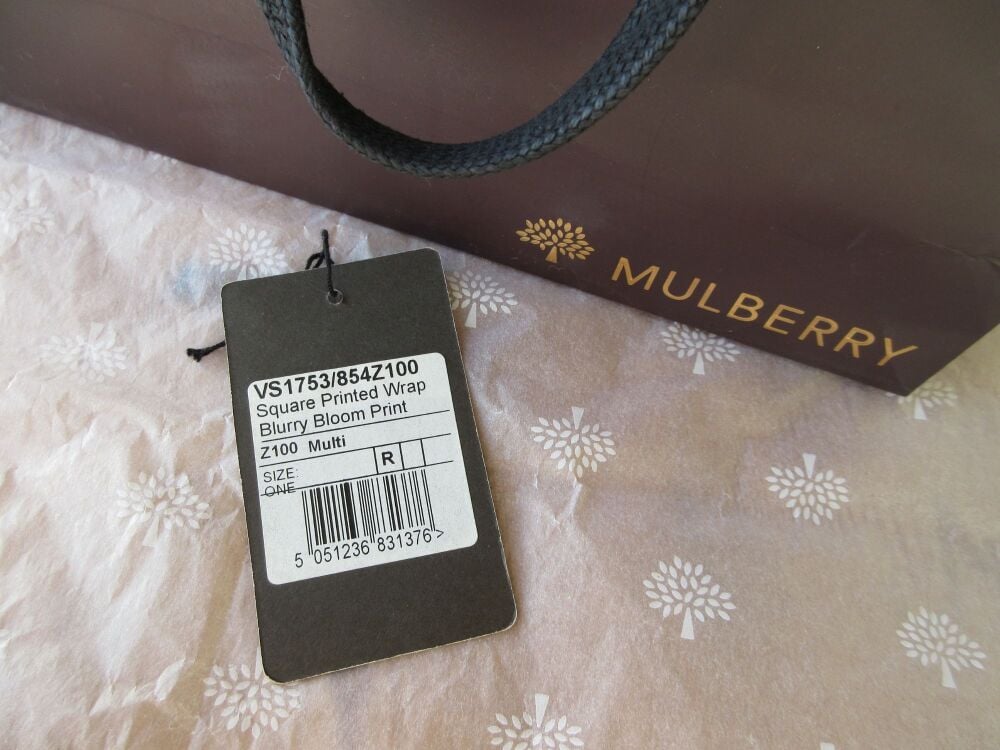 MULBERRY
VS1753/854Z100
Square Printed Wrap
Blurry Bloom Print
Z100 Multi
SIZE: R
ONE
5 051236 831376 >